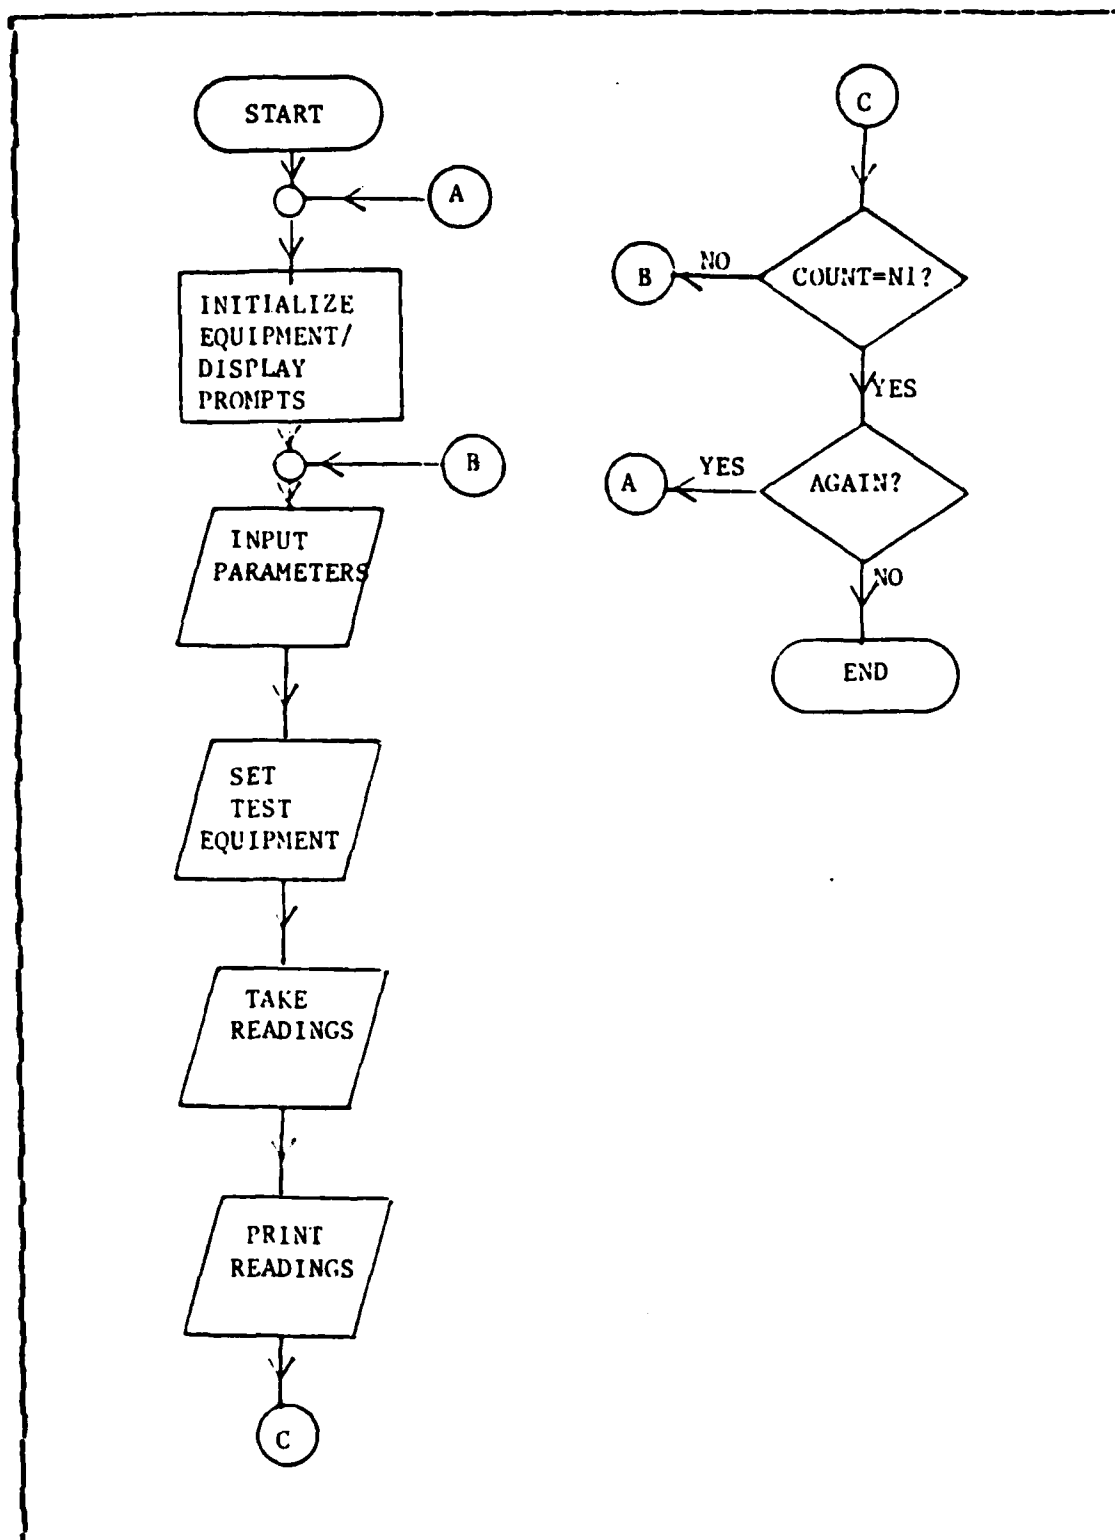 START
A
INITIALIZE
EQUIPMENT/
DISPLAY
PROMPTS
B
INPUT
PARAMETERS
SET
TEST
EQUIPMENT
TAKE
READINGS
PRINT
READINGS
C
C
COUNT=N1?
NO
B
YES
AGAIN?
YES
A
NO
END